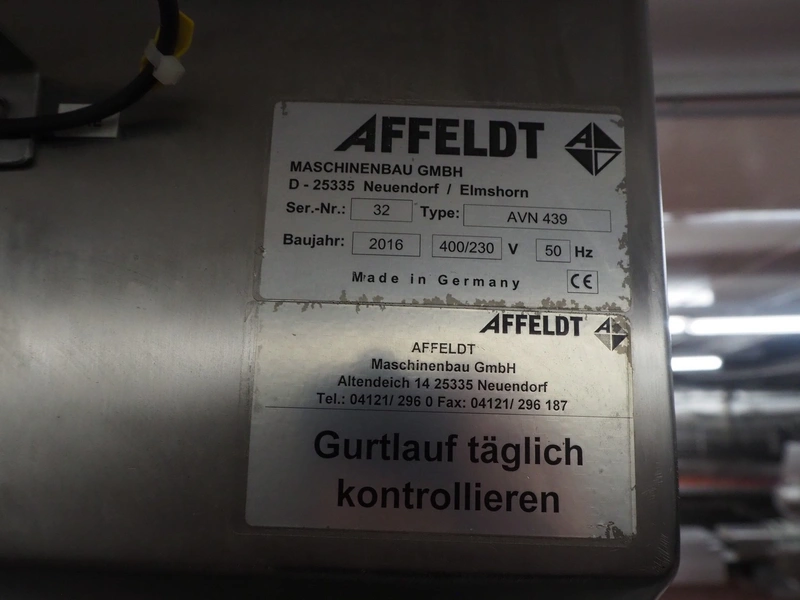 AFFELDT
MASCHINENBAU GMBH
D - 25335 Neuendorf / Elmshorn
Ser.-Nr.: 32 Type: AVN 439
Baujahr: 2016 400/230 V 50 Hz
Made in Germany CE
AFFELDT
AFFELDT
Maschinenbau GmbH
Altendeich 14 25335 Neuendorf
Tel.: 04121/ 296 0 Fax: 04121/ 296 187
Gurtlauf täglich
kontrollieren